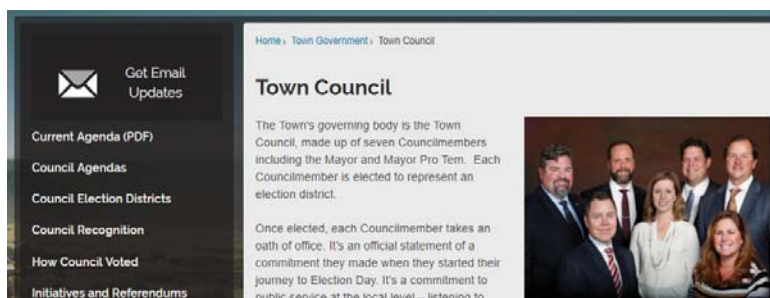 Get Email
Updates
Current Agenda (PDF)
Council Agendas
Council Election Districts
Council Recognition
How Council Voted
Initiatives and Referendums
Home › Town Government › Town Council
Town Council
The Town's governing body is the Town
Council, made up of seven Councilmembers
including the Mayor and Mayor Pro Tem. Each
Councilmember is elected to represent an
election district.
Once elected, each Councilmember takes an
oath of office. It's an official statement of a
commitment they made when they started their
journey to Election Day. It's a commitment to
public service at the local level – listening to